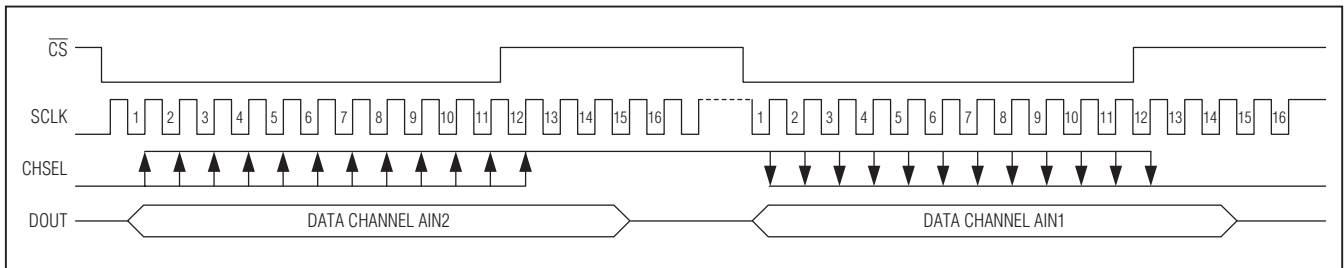 CS
SCLK 1 2 3 4 5 6 7 8 9 10 11 12 13 14 15 16 1 2 3 4 5 6 7 8 9 10 11 12 13 14 15 16
CHSEL
DOUT DATA CHANNEL AIN2 DATA CHANNEL AIN1